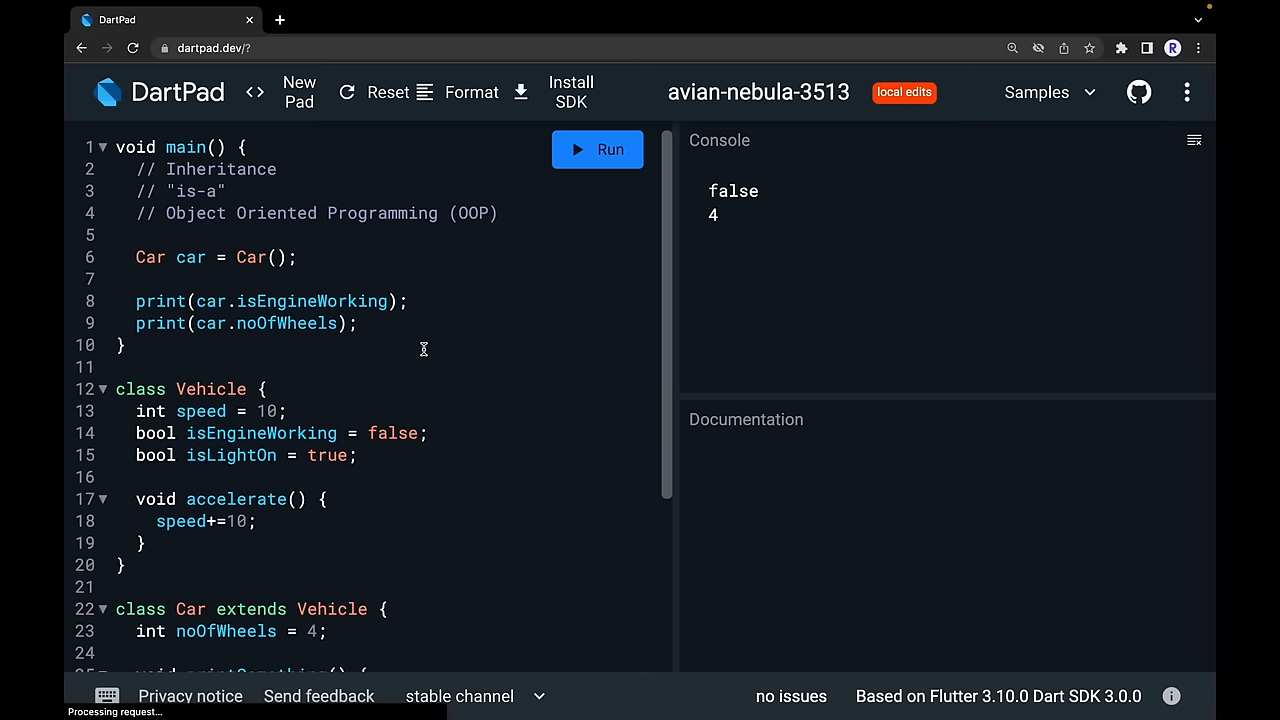 DartPad
dartpad.dev/?
R
DartPad
New Pad
Reset
Format
Install SDK
avian-nebula-3513
local edits
Samples
1 void main() {
2 // Inheritance
3 // "is-a"
4 // Object Oriented Programming (OOP)
5
6 Car car = Car();
7
8 print(car.isEngineWorking);
9 print(car.noOfWheels);
10 }
11
12 class Vehicle {
13 int speed = 10;
14 bool isEngineWorking = false;
15 bool isLightOn = true;
16
17 void accelerate() {
18 speed+=10;
19 }
20 }
21
22 class Car extends Vehicle {
23 int noOfWheels = 4;
24
25 void printSomething() {
Run
Console
false
4
Documentation
Privacy notice
Send feedback
stable channel
no issues
Based on Flutter 3.10.0 Dart SDK 3.0.0
Processing request...